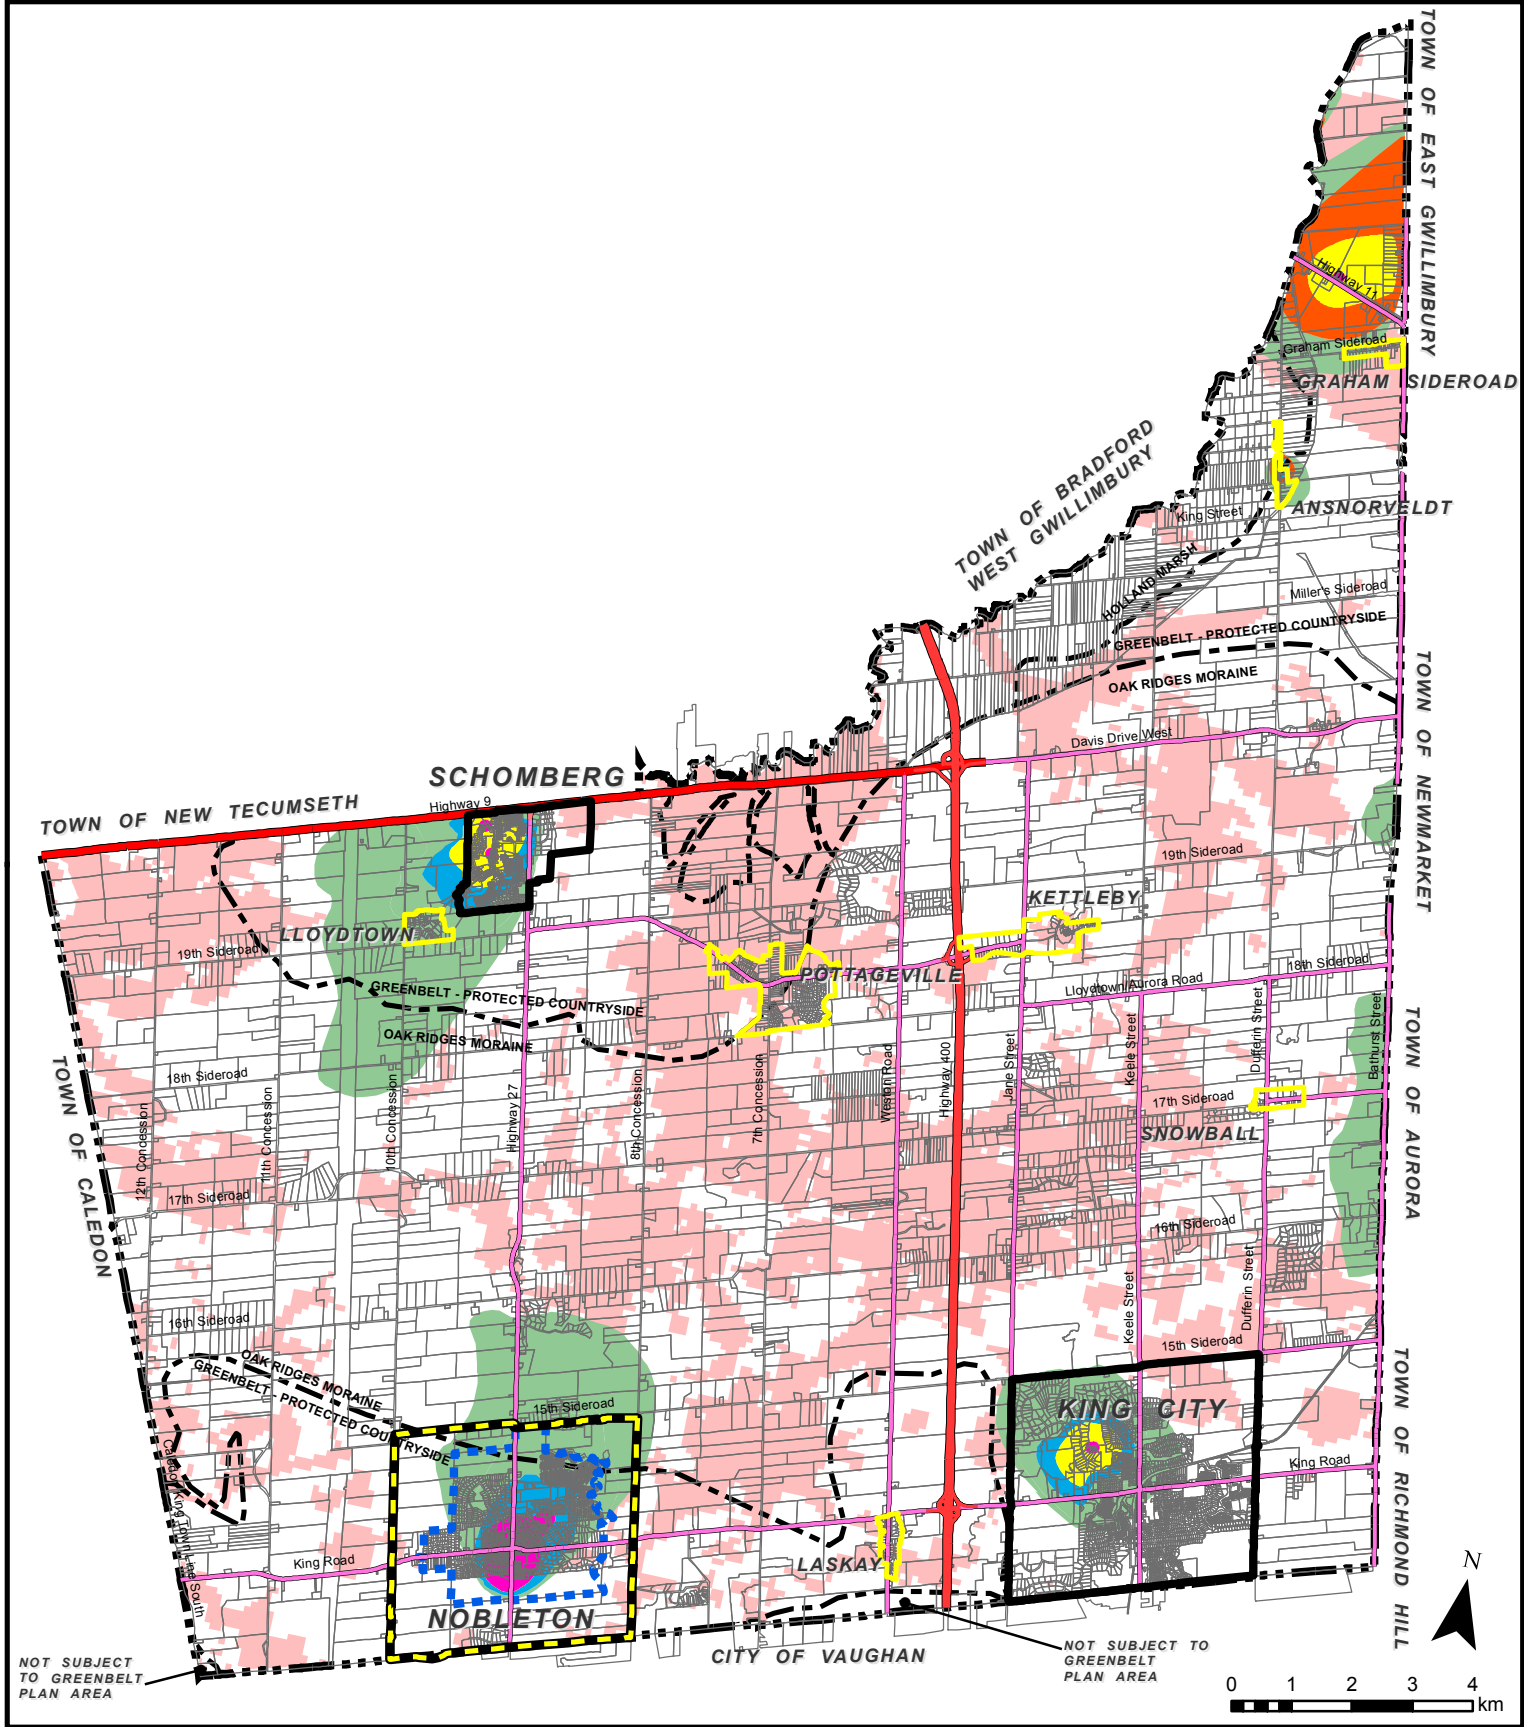 TOWN OF EAST GWILLIMBURY
Highway 11
Graham Sideroad
GRAHAM SIDEROAD
TOWN OF BRADFORD
WEST GWILLIMBURY
King Street
ANSNORVELDT
HOLLAND MARSH
Miller's Sideroad
GREENBELT - PROTECTED COUNTRYSIDE
OAK RIDGES MORAINE
TOWN OF NEWMARKET
Davis Drive West
SCHOMBERG
Highway 9
TOWN OF NEW TECUMSETH
19th Sideroad
KETTLEBY
LLOYDTOWN
19th Sideroad
POTTAGEVILLE
18th Sideroad
Lloydtown Aurora Road
GREENBELT - PROTECTED COUNTRYSIDE
OAK RIDGES MORAINE
TOWN OF CALEDON
18th Sideroad
12th Concession
11th Concession
10th Concession
Highway 27
8th Concession
7th Concession
Weston Road
Highway 400
Jane Street
Keele Street
Dufferin Street
Bathurst Street
TOWN OF AURORA
17th Sideroad
SNOWBALL
17th Sideroad
16th Sideroad
16th Sideroad
Keele Street
Dufferin Street
15th Sideroad
OAK RIDGES MORAINE
GREENBELT - PROTECTED COUNTRYSIDE
15th Sideroad
KING CITY
TOWN OF RICHMOND HILL
King Road
Caledon/King Town Line South
King Road
LASKAY
NOBLETON
CITY OF VAUGHAN
NOT SUBJECT
TO GREENBELT
PLAN AREA
NOT SUBJECT TO
GREENBELT
PLAN AREA
N
0 1 2 3 4
km